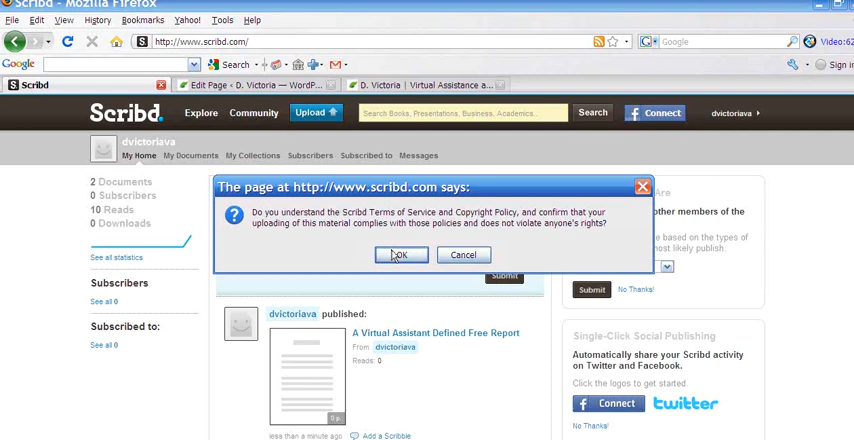 Scribd - Mozilla Firefox
File Edit View History Bookmarks Yahoo! Tools Help
http://www.scribd.com/ Google Video:62
Google Search Sign in
Scribd Edit Page ‹ D. Victoria — WordP... D. Victoria | Virtual Assistance a...
Scribd. Explore Community Upload Search Books, Presentations, Business, Academics... Search f Connect dvictoriava
dvictoriava
My Home My Documents My Collections Subscribers Subscribed to Messages
2 Documents
0 Subscribers
10 Reads
0 Downloads
See all statistics
Subscribers
See all 0
Subscribed to:
See all 0
The page at http://www.scribd.com says:
Do you understand the Scribd Terms of Service and Copyright Policy, and confirm that your
uploading of this material complies with those policies and does not violate anyone's rights?
OK Cancel
Submit
dvictoriava published:
A Virtual Assistant Defined Free Report
From dvictoriava
Reads: 0
0 p.
less than a minute ago Add a Scribble
Are
other members of the
e based on the types of
ost likely publish.
Submit No Thanks!
Single-Click Social Publishing
Automatically share your Scribd activity
on Twitter and Facebook.
Click the logos to get started.
f Connect twitter
No Thanks!